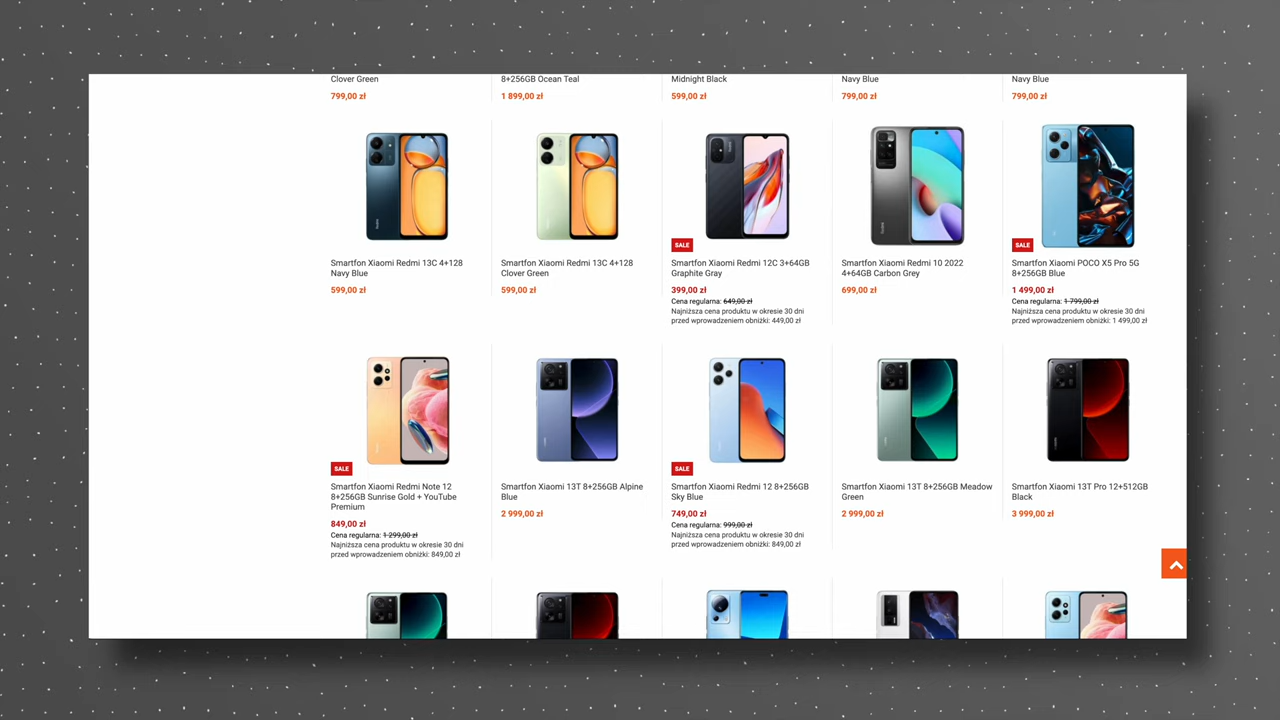 Clover Green
799,00 zł
8+256GB Ocean Teal
1 899,00 zł
Midnight Black
599,00 zł
Navy Blue
799,00 zł
Navy Blue
799,00 zł
Smartfon Xiaomi Redmi 13C 4+128
Navy Blue
599,00 zł
Smartfon Xiaomi Redmi 13C 4+128
Clover Green
599,00 zł
SALE
Smartfon Xiaomi Redmi 12C 3+64GB
Graphite Gray
399,00 zł
Cena regularna: 649,00 zł
Najniższa cena produktu w okresie 30 dni
przed wprowadzeniem obniżki: 449,00 zł
Smartfon Xiaomi Redmi 10 2022
4+64GB Carbon Grey
699,00 zł
SALE
Smartfon Xiaomi POCO X5 Pro 5G
8+256GB Blue
1 499,00 zł
Cena regularna: 1 799,00 zł
Najniższa cena produktu w okresie 30 dni
przed wprowadzeniem obniżki: 1 499,00 zł
SALE
Smartfon Xiaomi Redmi Note 12
8+256GB Sunrise Gold + YouTube
Premium
849,00 zł
Cena regularna: 1 299,00 zł
Najniższa cena produktu w okresie 30 dni
przed wprowadzeniem obniżki: 849,00 zł
Smartfon Xiaomi 13T 8+256GB Alpine
Blue
2 999,00 zł
SALE
Smartfon Xiaomi Redmi 12 8+256GB
Sky Blue
749,00 zł
Cena regularna: 999,00 zł
Najniższa cena produktu w okresie 30 dni
przed wprowadzeniem obniżki: 849,00 zł
Smartfon Xiaomi 13T 8+256GB Meadow
Green
2 999,00 zł
Smartfon Xiaomi 13T Pro 12+512GB
Black
3 999,00 zł